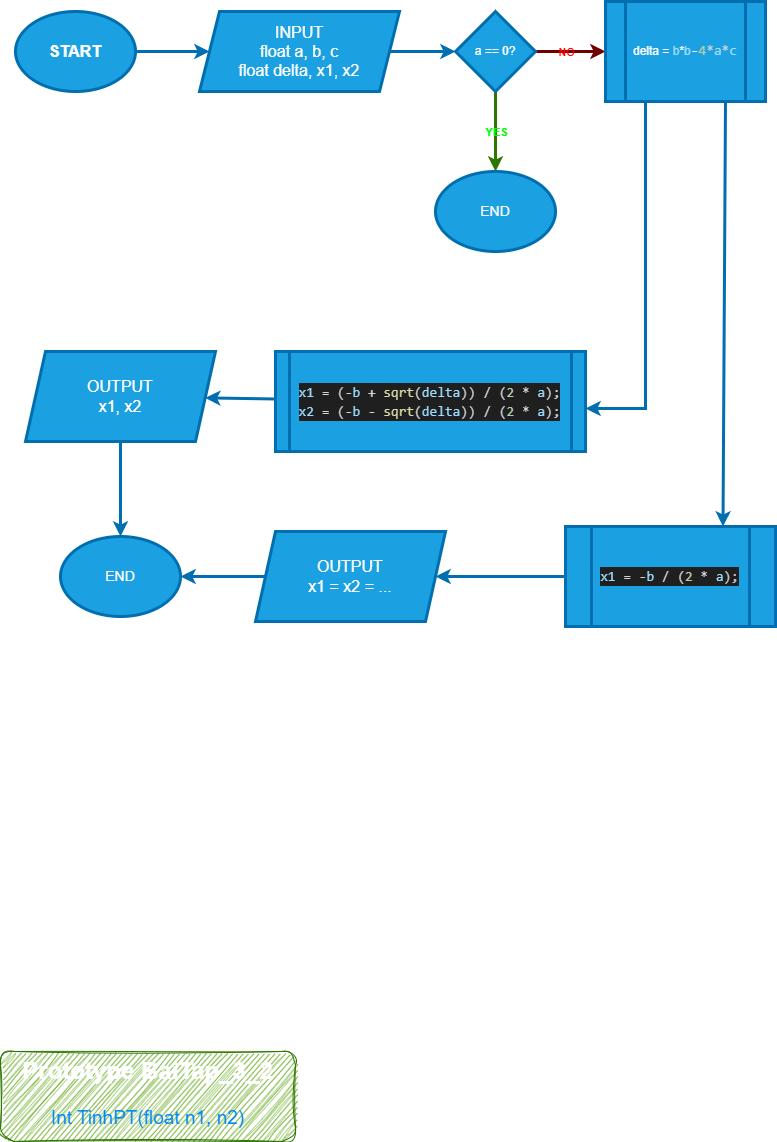 START
INPUT
float a, b, c
float delta, x1, x2
a == 0?
NO
delta = b*b-4*a*c
YES
END
OUTPUT
x1, x2
x1 = (-b + sqrt(delta)) / (2 * a);
x2 = (-b - sqrt(delta)) / (2 * a);
END
OUTPUT
x1 = x2 = ...
x1 = -b / (2 * a);
Prototype BaiTap_3_2
Int TinhPT(float n1, n2)